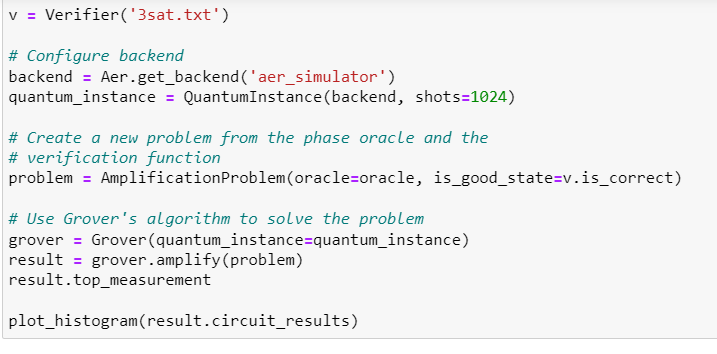 v = Verifier('3sat.txt')
# Configure backend
backend = Aer.get_backend('aer_simulator')
quantum_instance = QuantumInstance(backend, shots=1024)
# Create a new problem from the phase oracle and the
# verification function
problem = AmplificationProblem(oracle=oracle, is_good_state=v.is_correct)
# Use Grover's algorithm to solve the problem
grover = Grover(quantum_instance=quantum_instance)
result = grover.amplify(problem)
result.top_measurement
plot_histogram(result.circuit_results)